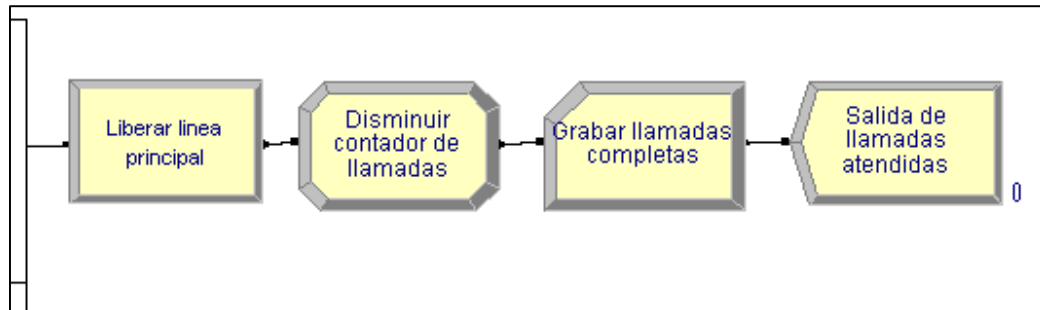 Liberar linea
principal
Disminuir
contador de
llamadas
Grabar llamadas
completas
Salida de
llamadas
atendidas
0